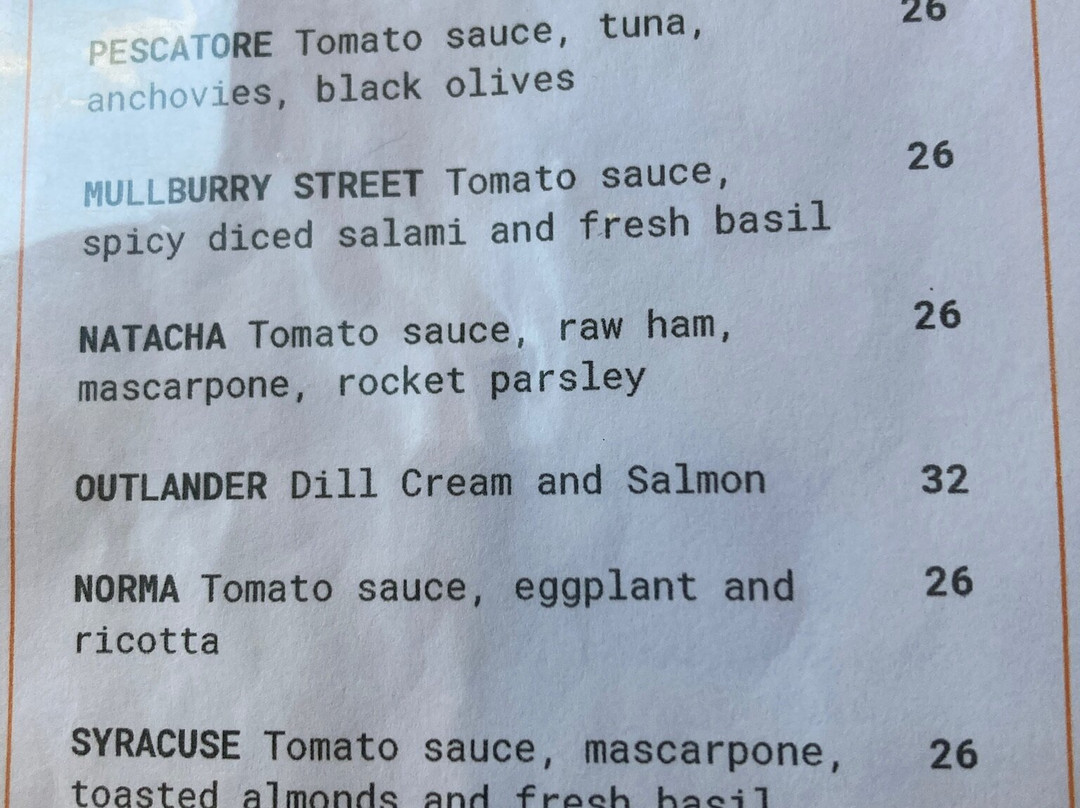 PESCATORE Tomato sauce, tuna, 26
anchovies, black olives
MULLBURRY STREET Tomato sauce, 26
spicy diced salami and fresh basil
NATACHA Tomato sauce, raw ham, 26
mascarpone, rocket parsley
OUTLANDER Dill Cream and Salmon 32
NORMA Tomato sauce, eggplant and 26
ricotta
SYRACUSE Tomato sauce, mascarpone, 26
toasted almonds and fresh basil